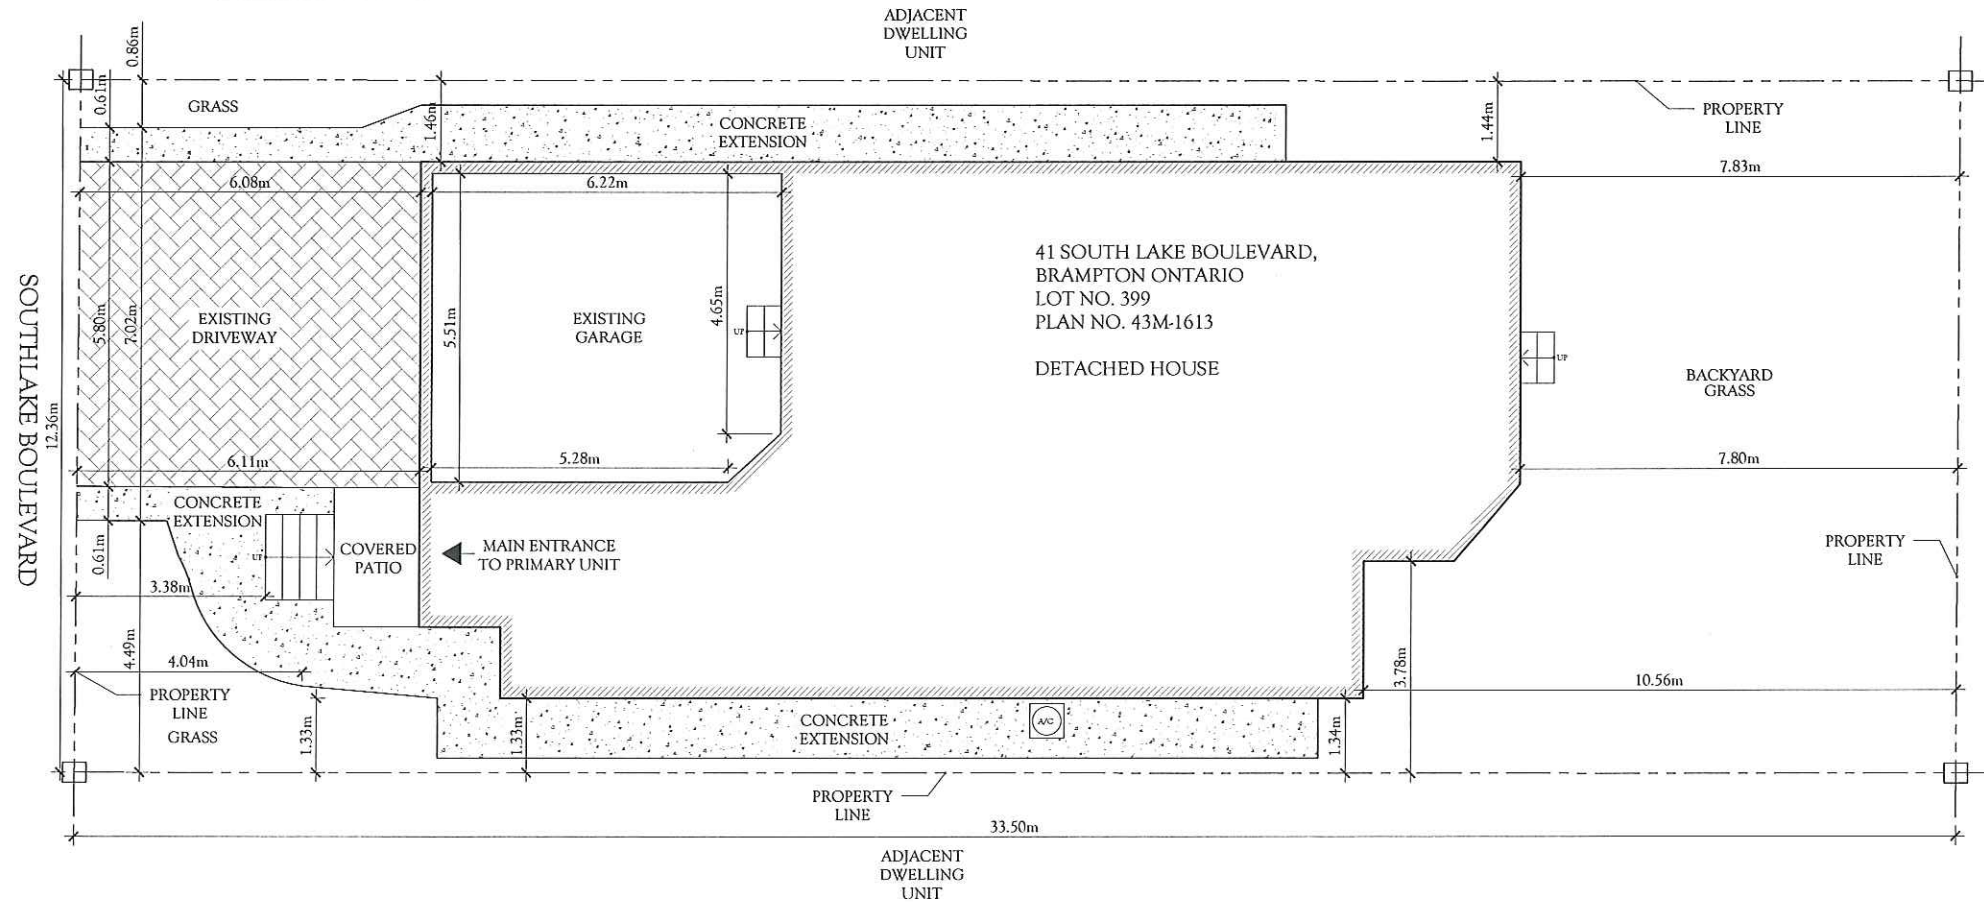 ADJACENT
DWELLING
UNIT
0.86m
0.61m
GRASS
1.46m
CONCRETE
EXTENSION
1.44m
PROPERTY
LINE
6.08m
6.22m
7.83m
SOUTHLAKE BOULEVARD
12.36m
5.80m
7.02m
EXISTING
DRIVEWAY
5.51m
EXISTING
GARAGE
4.65m
UP
41 SOUTH LAKE BOULEVARD,
BRAMPTON ONTARIO
LOT NO. 399
PLAN NO. 43M-1613
DETACHED HOUSE
UP
BACKYARD
GRASS
6.11m
5.28m
7.80m
CONCRETE
EXTENSION
0.61m
UP
COVERED
PATIO
MAIN ENTRANCE
TO PRIMARY UNIT
PROPERTY
LINE
3.38m
4.49m
4.04m
PROPERTY
LINE
GRASS
1.33m
1.33m
CONCRETE
EXTENSION
A/C
1.34m
3.78m
10.56m
PROPERTY
LINE
33.50m
ADJACENT
DWELLING
UNIT